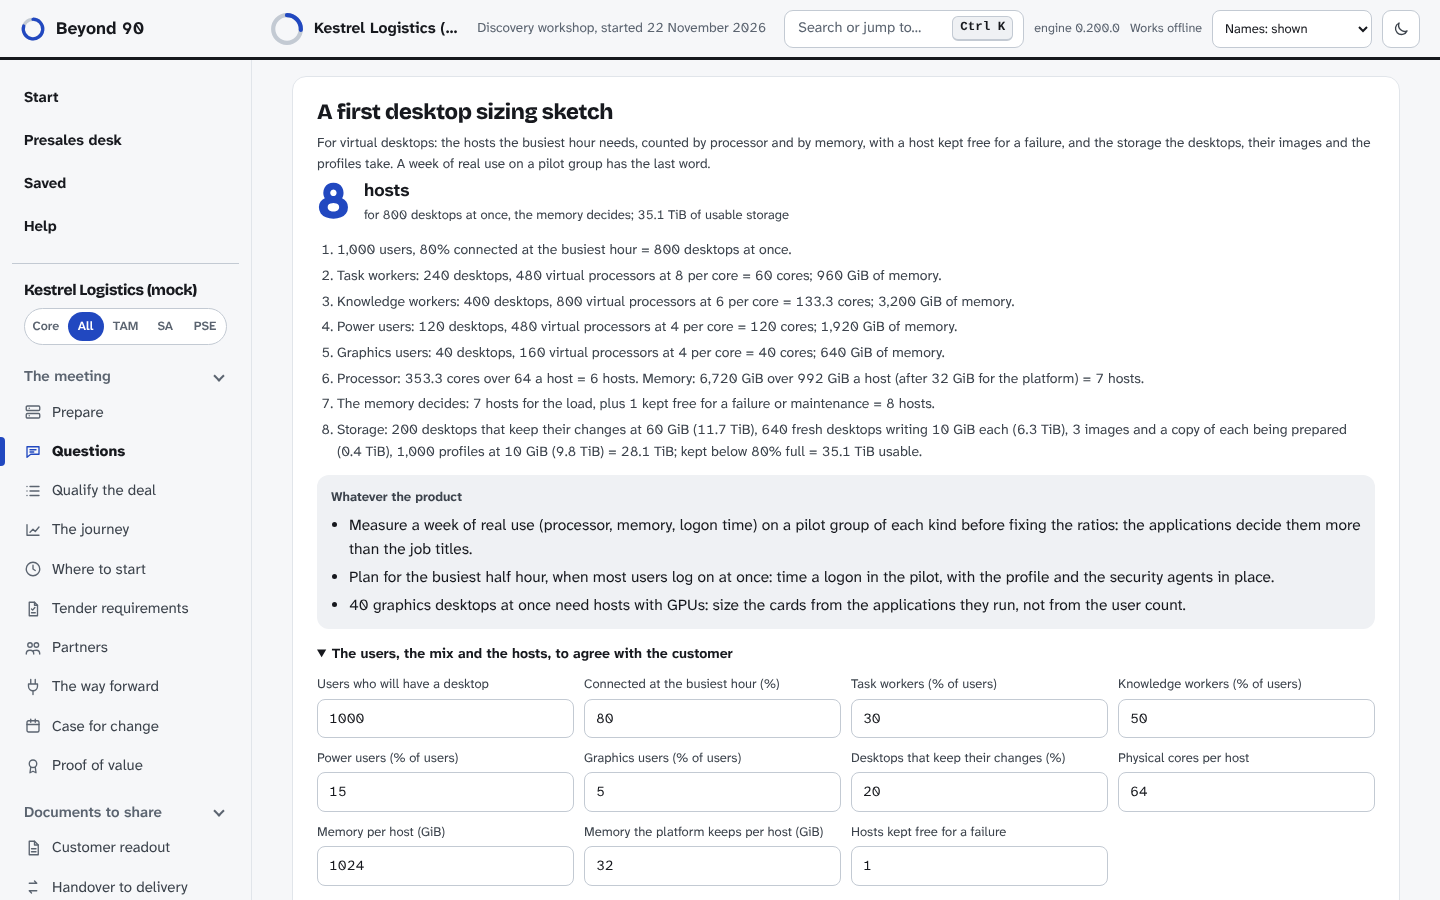 Beyond 90
Kestrel Logistics (...
Discovery workshop, started 22 November 2026
Search or jump to...
Ctrl K
engine 0.200.0
Works offline
Names: shown
Start
Presales desk
Saved
Help
Kestrel Logistics (mock)
Core
All
TAM
SA
PSE
The meeting
Prepare
Questions
Qualify the deal
The journey
Where to start
Tender requirements
Partners
The way forward
Case for change
Proof of value
Documents to share
Customer readout
Handover to delivery
A first desktop sizing sketch
For virtual desktops: the hosts the busiest hour needs, counted by processor and by memory, with a host kept free for a failure, and the storage the desktops, their images and the
profiles take. A week of real use on a pilot group has the last word.
8
hosts
for 800 desktops at once, the memory decides; 35.1 TiB of usable storage
1. 1,000 users, 80% connected at the busiest hour = 800 desktops at once.
2. Task workers: 240 desktops, 480 virtual processors at 8 per core = 60 cores; 960 GiB of memory.
3. Knowledge workers: 400 desktops, 800 virtual processors at 6 per core = 133.3 cores; 3,200 GiB of memory.
4. Power users: 120 desktops, 480 virtual processors at 4 per core = 120 cores; 1,920 GiB of memory.
5. Graphics users: 40 desktops, 160 virtual processors at 4 per core = 40 cores; 640 GiB of memory.
6. Processor: 353.3 cores over 64 a host = 6 hosts. Memory: 6,720 GiB over 992 GiB a host (after 32 GiB for the platform) = 7 hosts.
7. The memory decides: 7 hosts for the load, plus 1 kept free for a failure or maintenance = 8 hosts.
8. Storage: 200 desktops that keep their changes at 60 GiB (11.7 TiB), 640 fresh desktops writing 10 GiB each (6.3 TiB), 3 images and a copy of each being prepared
(0.4 TiB), 1,000 profiles at 10 GiB (9.8 TiB) = 28.1 TiB; kept below 80% full = 35.1 TiB usable.
Whatever the product
• Measure a week of real use (processor, memory, logon time) on a pilot group of each kind before fixing the ratios: the applications decide them more
than the job titles.
• Plan for the busiest half hour, when most users log on at once: time a logon in the pilot, with the profile and the security agents in place.
• 40 graphics desktops at once need hosts with GPUs: size the cards from the applications they run, not from the user count.
▼ The users, the mix and the hosts, to agree with the customer
Users who will have a desktop
Connected at the busiest hour (%)
Task workers (% of users)
Knowledge workers (% of users)
1000
80
30
50
Power users (% of users)
Graphics users (% of users)
Desktops that keep their changes (%)
Physical cores per host
15
5
20
64
Memory per host (GiB)
Memory the platform keeps per host (GiB)
Hosts kept free for a failure
1024
32
1